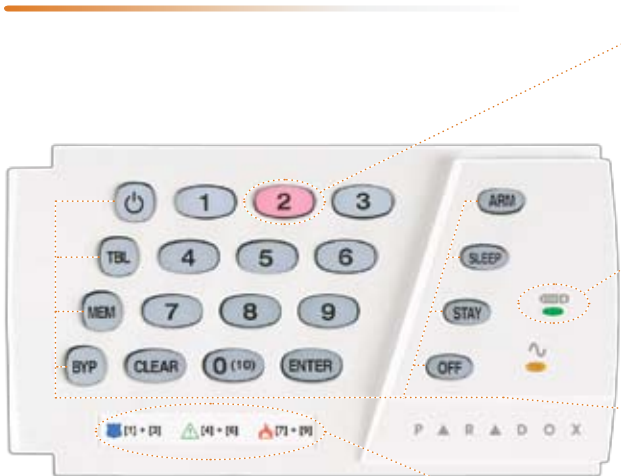 1 2 3 ARM
TBL 4 5 6 SLEEP
MEM 7 8 9 STAY
BYP CLEAR 0 (10) ENTER OFF
[1] + [3] [4] + [6] [7] + [9]
PARADOX